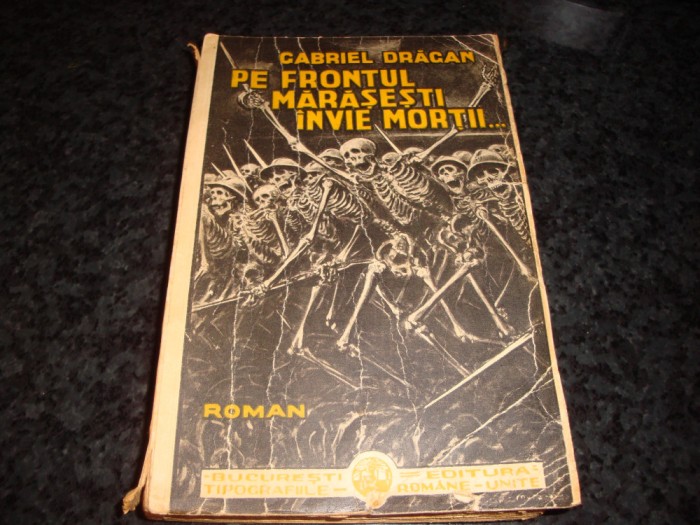 GABRIEL DRĂGAN
PE FRONTUL
MĂRĂȘEȘTI
ÎNVIE MORȚII...
ROMAN
BUCUREȘTI EDITURA
TIPOGRAFIILE - ROMÂNE - UNITE